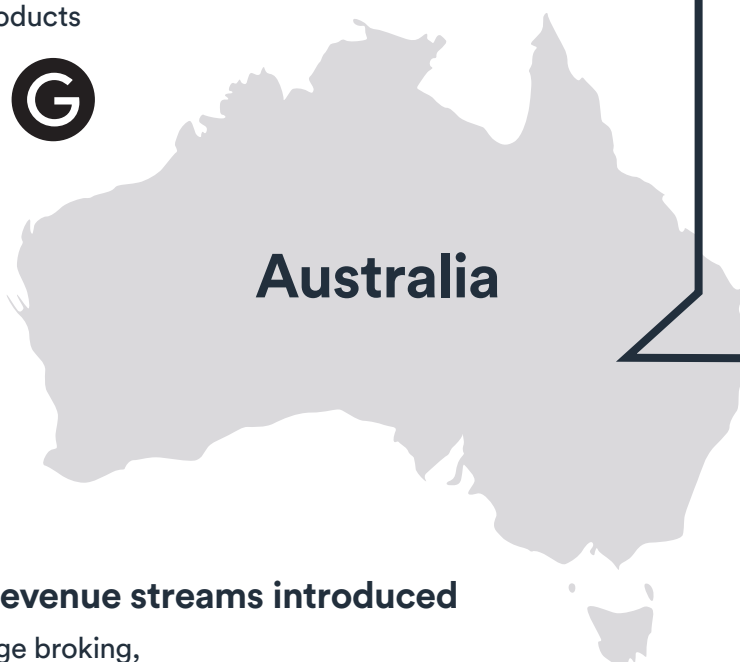 oducts
G
Australia
evenue streams introduced
ge broking,